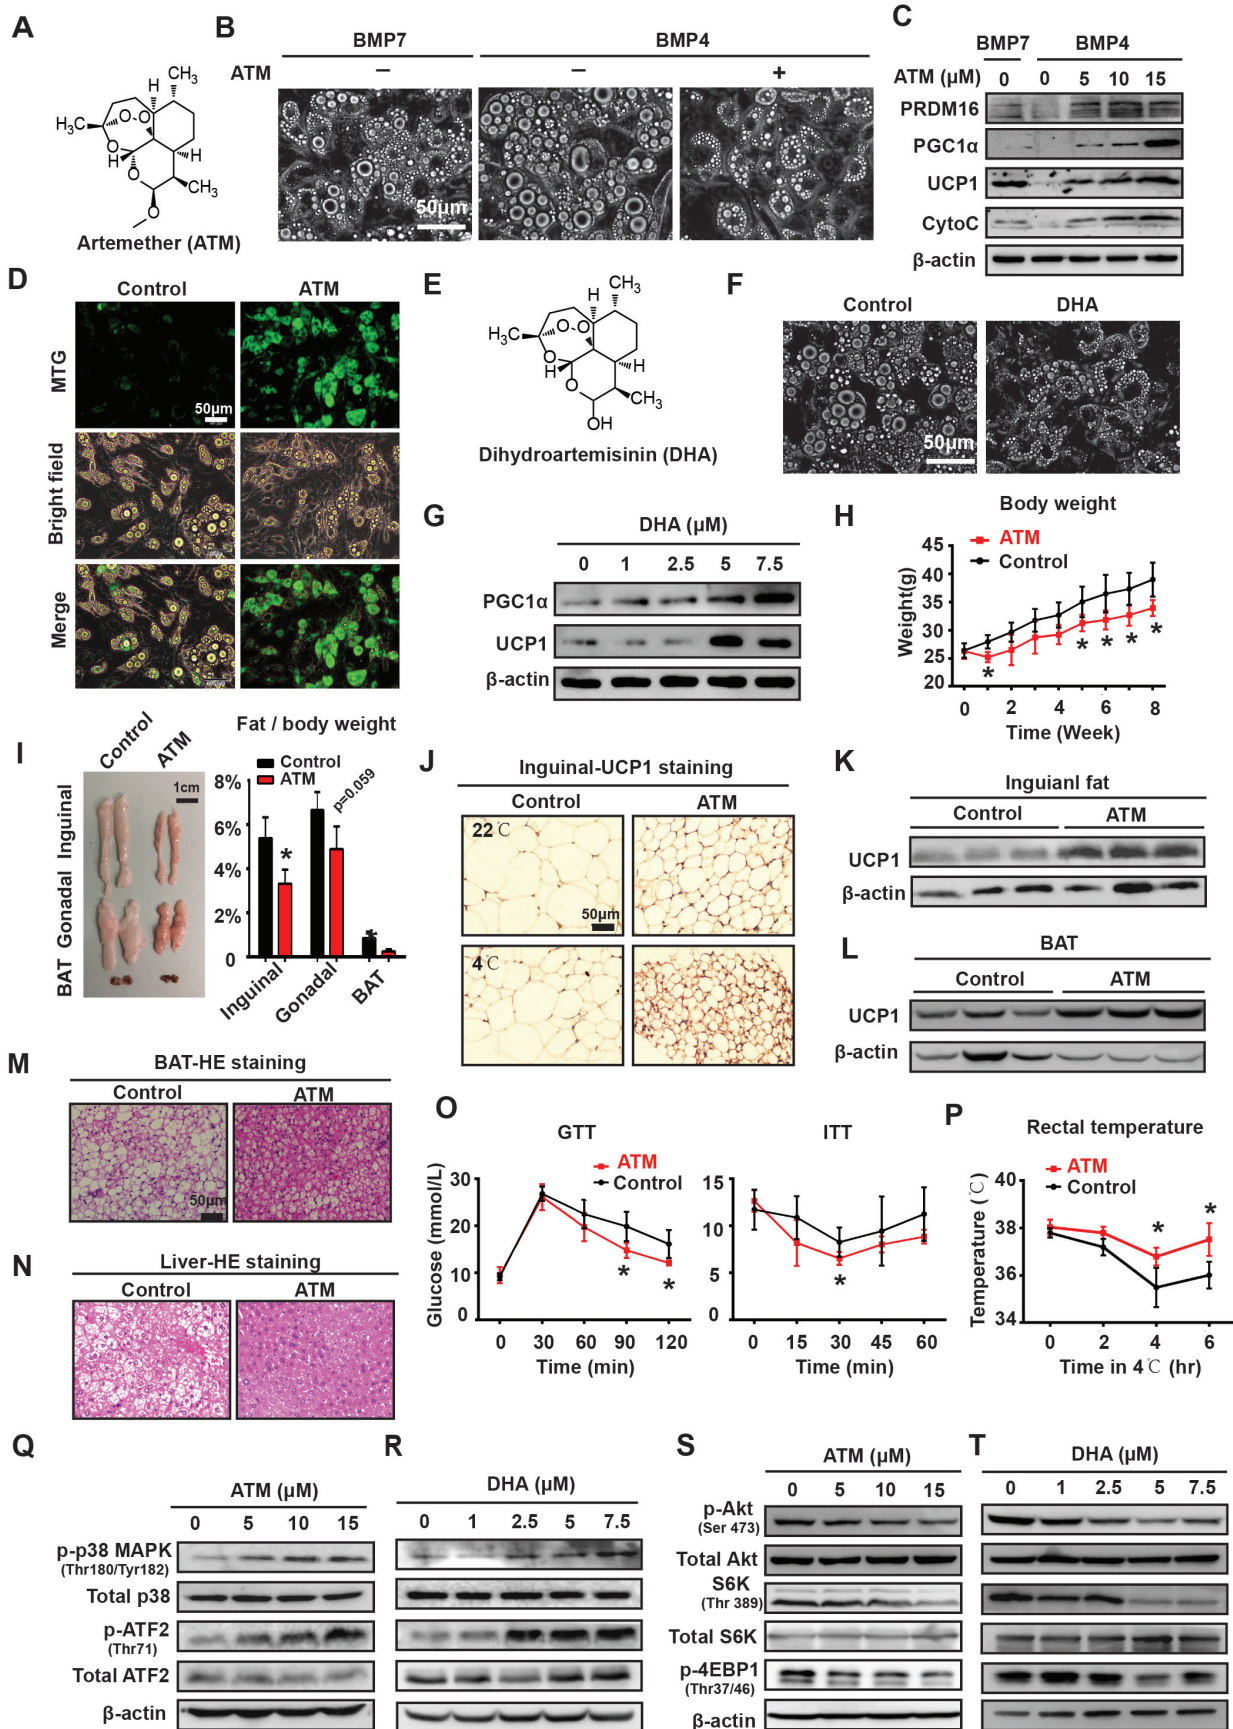 A
H
CH₃
H₃C
O
O
O
H
H
O
CH₃
O
Artemether (ATM)
B
BMP7 BMP4
ATM − − +
50μm
C
BMP7 BMP4
ATM (μM) 0 0 5 10 15
PRDM16
PGC1α
UCP1
CytoC
β-actin
D
Control ATM
MTG
50μm
Bright field
Merge
E
CH₃
H
H₃C
O
O
O
H
H
O
CH₃
OH
Dihydroartemisinin (DHA)
F
Control DHA
50μm
G
DHA (μM)
0 1 2.5 5 7.5
PGC1α
UCP1
β-actin
H
Body weight
ATM
Control
Weight(g)
45
40
35
30
25
20
* * * * *
0 2 4 6 8
Time (Week)
I
Control ATM
1cm
Inguinal
Gonadal
BAT
Fat / body weight
Control
ATM
8%
6%
4%
2%
0
*
p=0.059
*
Inguinal Gonadal BAT
J
Inguinal-UCP1 staining
Control ATM
22℃
50μm
4℃
K
Inguianl fat
Control ATM
UCP1
β-actin
L
BAT
Control ATM
UCP1
β-actin
M
BAT-HE staining
Control ATM
50μm
N
Liver-HE staining
Control ATM
O
GTT
ATM
Control
Glucose (mmol/L)
30
20
10
0
* *
0 30 60 90 120
Time (min)
ITT
15
10
5
0
*
0 15 30 45 60
Time (min)
P
Rectal temperature
ATM
Control
Temperature (℃)
40
38
36
34
* *
0 2 4 6
Time in 4℃ (hr)
Q
ATM (μM)
0 5 10 15
p-p38 MAPK
(Thr180/Tyr182)
Total p38
p-ATF2
(Thr71)
Total ATF2
β-actin
R
DHA (μM)
0 1 2.5 5 7.5
S
ATM (μM)
0 5 10 15
p-Akt
(Ser 473)
Total Akt
S6K
(Thr 389)
Total S6K
p-4EBP1
(Thr37/46)
β-actin
T
DHA (μM)
0 1 2.5 5 7.5